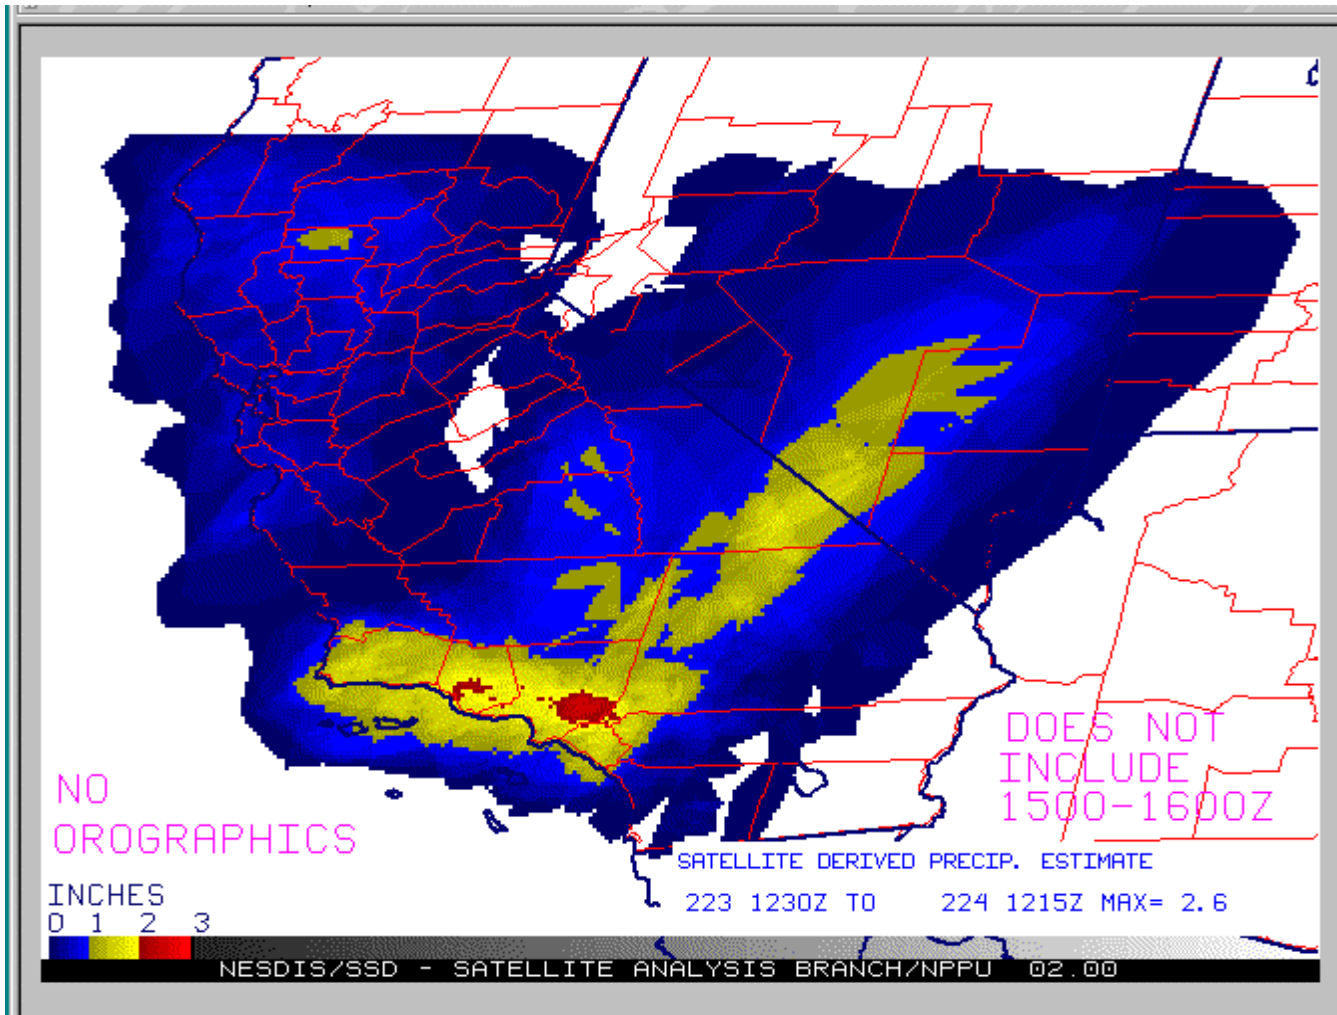 DOES NOT
INCLUDE
1500-1600Z
NO
OROGRAPHICS
SATELLITE DERIVED PRECIP. ESTIMATE
223 1230Z TO 224 1215Z MAX= 2.6
INCHES
0 1 2 3
NESDIS/SSD - SATELLITE ANALYSIS BRANCH/NPPU 02.00